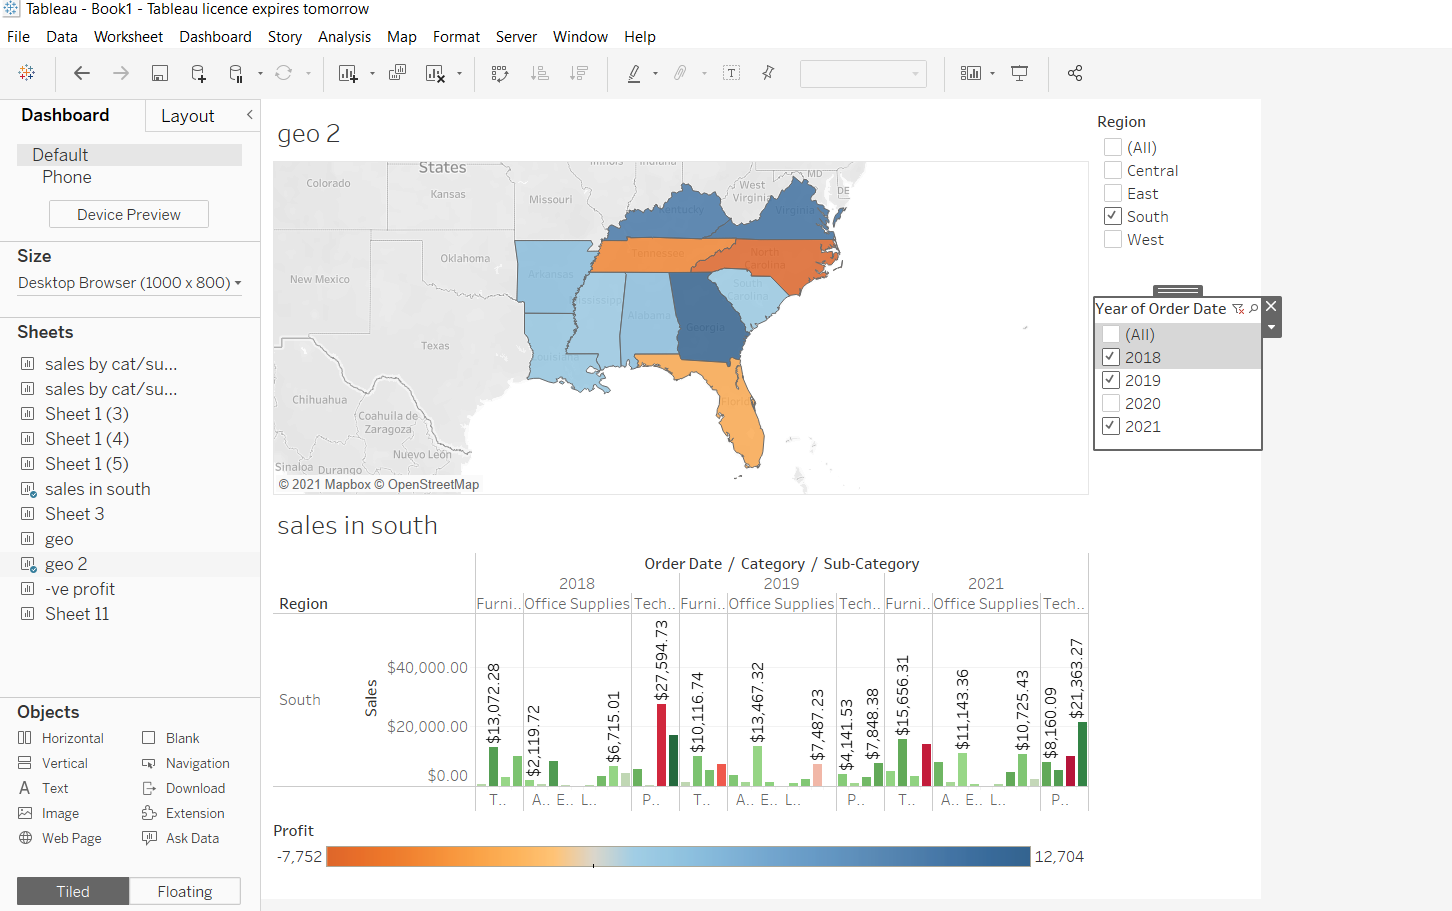 Tableau - Book1 - Tableau licence expires tomorrow
File Data Worksheet Dashboard Story Analysis Map Format Server Window Help
Dashboard Layout
Default
Phone
Device Preview
Size
Desktop Browser (1000 x 800)
Sheets
sales by cat/su...
sales by cat/su...
Sheet 1 (3)
Sheet 1 (4)
Sheet 1 (5)
sales in south
Sheet 3
geo
geo 2
-ve profit
Sheet 11
Objects
Horizontal Blank
Vertical Navigation
Text Download
Image Extension
Web Page Ask Data
Tiled Floating
geo 2
States
Colorado
Kansas
Missouri
Illinois
Indiana
West
Virginia
MD
DE
Kentucky
Virginia
Oklahoma
Tennessee
North
Carolina
New Mexico
Arkansas
South
Carolina
Mississippi
Alabama
Georgia
Texas
Louisiana
Chihuahua
Coahuila de
Zaragoza
Florida
Nuevo León
Sinaloa Durango
© 2021 Mapbox © OpenStreetMap
Region
(All)
Central
East
South
West
Year of Order Date
(All)
2018
2019
2020
2021
sales in south
Order Date / Category / Sub-Category
2018 2019 2021
Region
Furni.. Office Supplies Tech.. Furni.. Office Supplies Tech.. Furni.. Office Supplies Tech..
South
Sales
$40,000.00
$20,000.00
$0.00
$13,072.28
$2,119.72
$6,715.01
$27,594.73
$10,116.74
$13,467.32
$7,487.23
$4,141.53
$7,848.38
$15,656.31
$11,143.36
$10,725.43
$8,160.09
$21,363.27
T.. A.. E.. L.. P.. T.. A.. E.. L.. P.. T.. A.. E.. L.. P..
Profit
-7,752 12,704